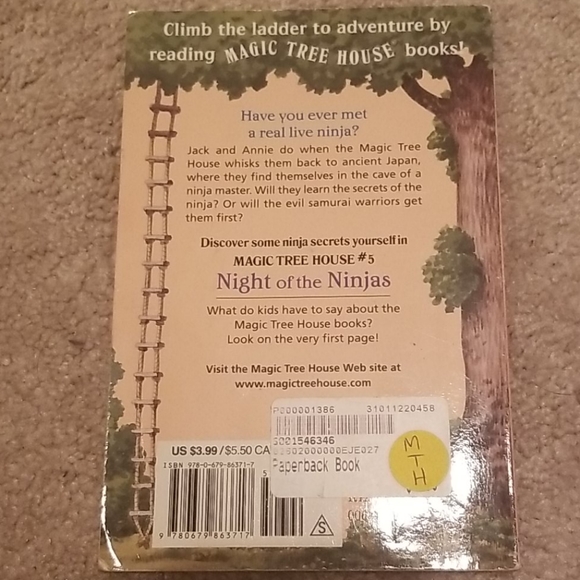 Climb the ladder to adventure by
reading MAGIC TREE HOUSE books!
Have you ever met
a real live ninja?
Jack and Annie do when the Magic Tree
House whisks them back to ancient Japan,
where they find themselves in the cave of a
ninja master. Will they learn the secrets of the
ninja? Or will the evil samurai warriors get
them first?
Discover some ninja secrets yourself in
MAGIC TREE HOUSE #5
Night of the Ninjas
What do kids have to say about the
Magic Tree House books?
Look on the very first page!
Visit the Magic Tree House Web site at
www.magictreehouse.com
P200001386 31011220458
S001546346
Paperback Book
MTH
US $3.99 / $5.50 CA
ISBN 978-0-679-86371-7
5
S
9 780679 863717